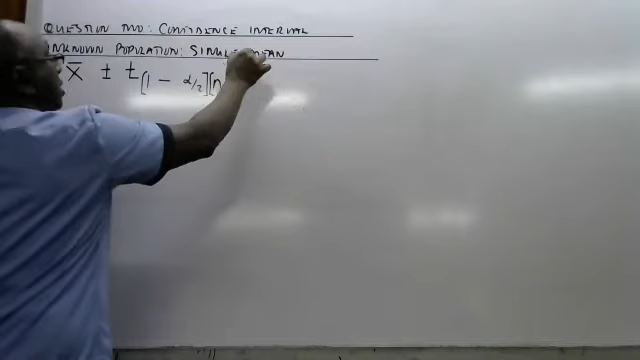 QUESTION TWO: CONFIDENCE INTERVAL
UNKNOWN POPULATION: SINGLE MEAN
x̄ ± t[1 - α/2][n